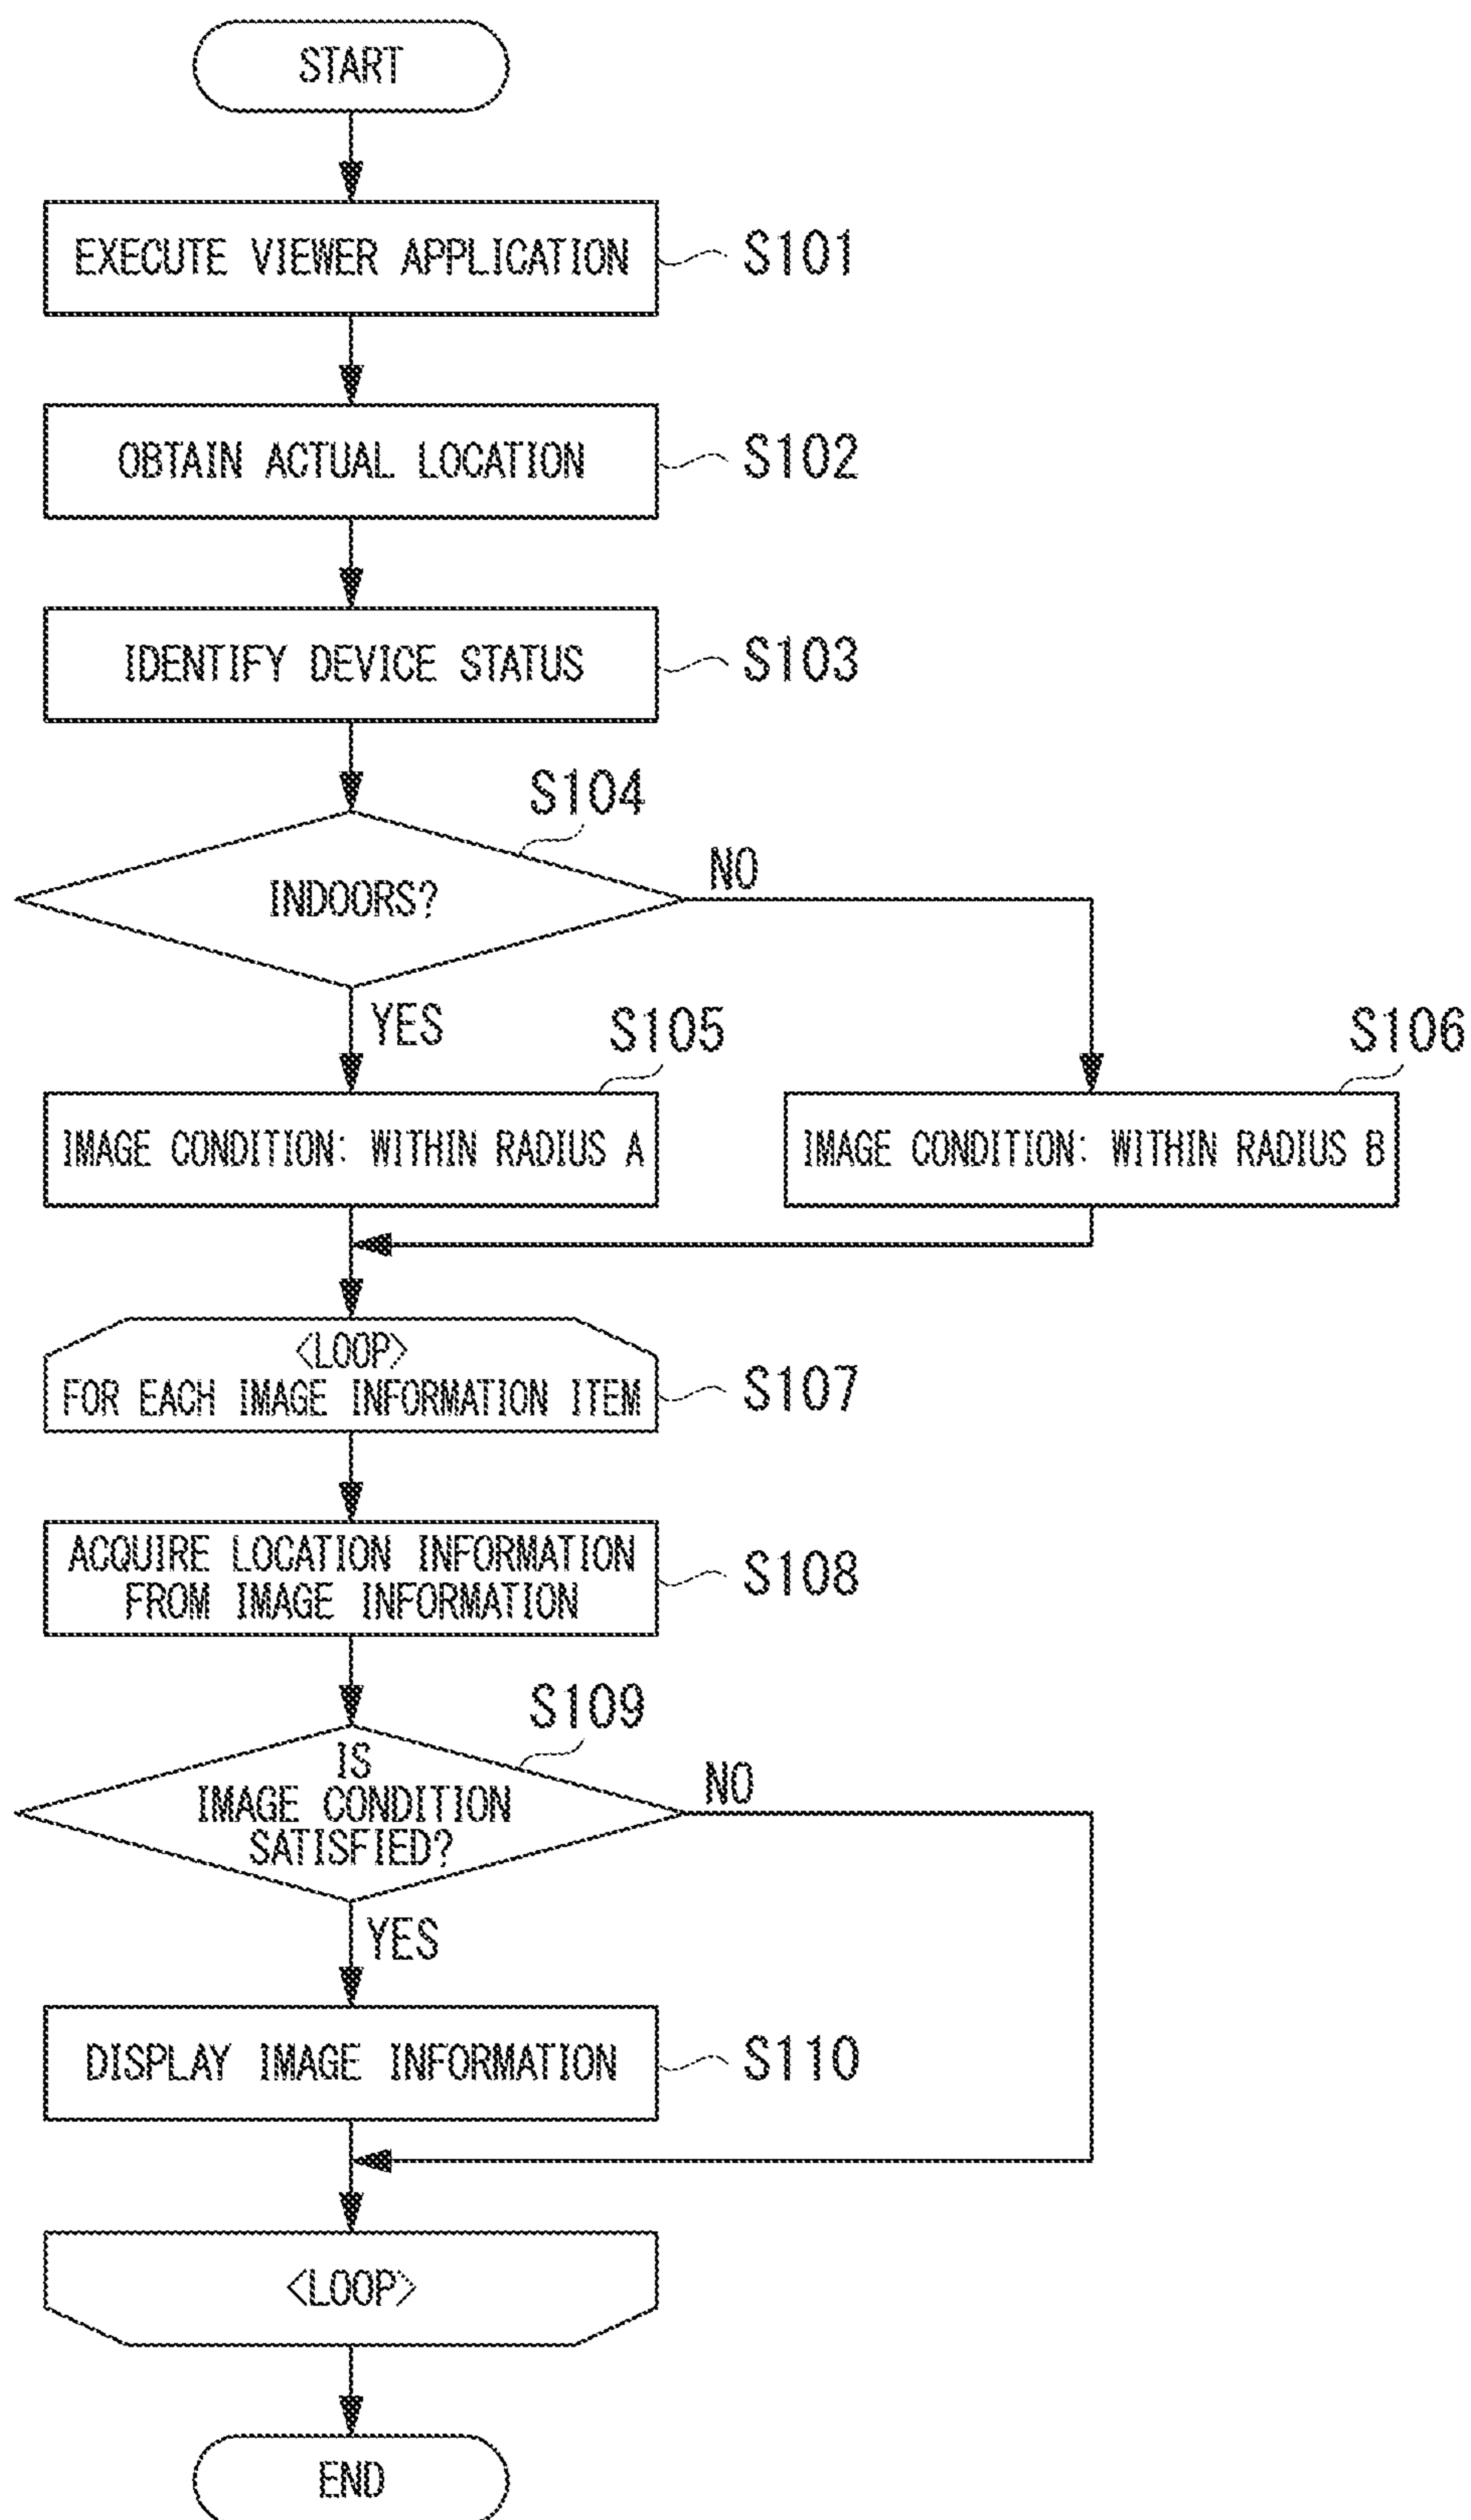 START
EXECUTE VIEWER APPLICATION
S101
OBTAIN ACTUAL LOCATION
S102
IDENTIFY DEVICE STATUS
S103
S104
INDOORS?
NO
YES
S105
S106
IMAGE CONDITION: WITHIN RADIUS A
IMAGE CONDITION: WITHIN RADIUS B
<LOOP>
FOR EACH IMAGE INFORMATION ITEM
S107
ACQUIRE LOCATION INFORMATION
FROM IMAGE INFORMATION
S108
S109
IS
IMAGE CONDITION
SATISFIED?
NO
YES
DISPLAY IMAGE INFORMATION
S110
<LOOP>
END